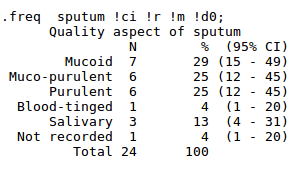 .freq  sputum !ci !r !m !d0;
Quality aspect of sputum
N        %  (95% CI)
Mucoid  7       29 (15 - 49)
Muco-purulent  6       25 (12 - 45)
Purulent  6       25 (12 - 45)
Blood-tinged  1        4  (1 - 20)
Salivary  3       13  (4 - 31)
Not recorded  1        4  (1 - 20)
Total 24      100